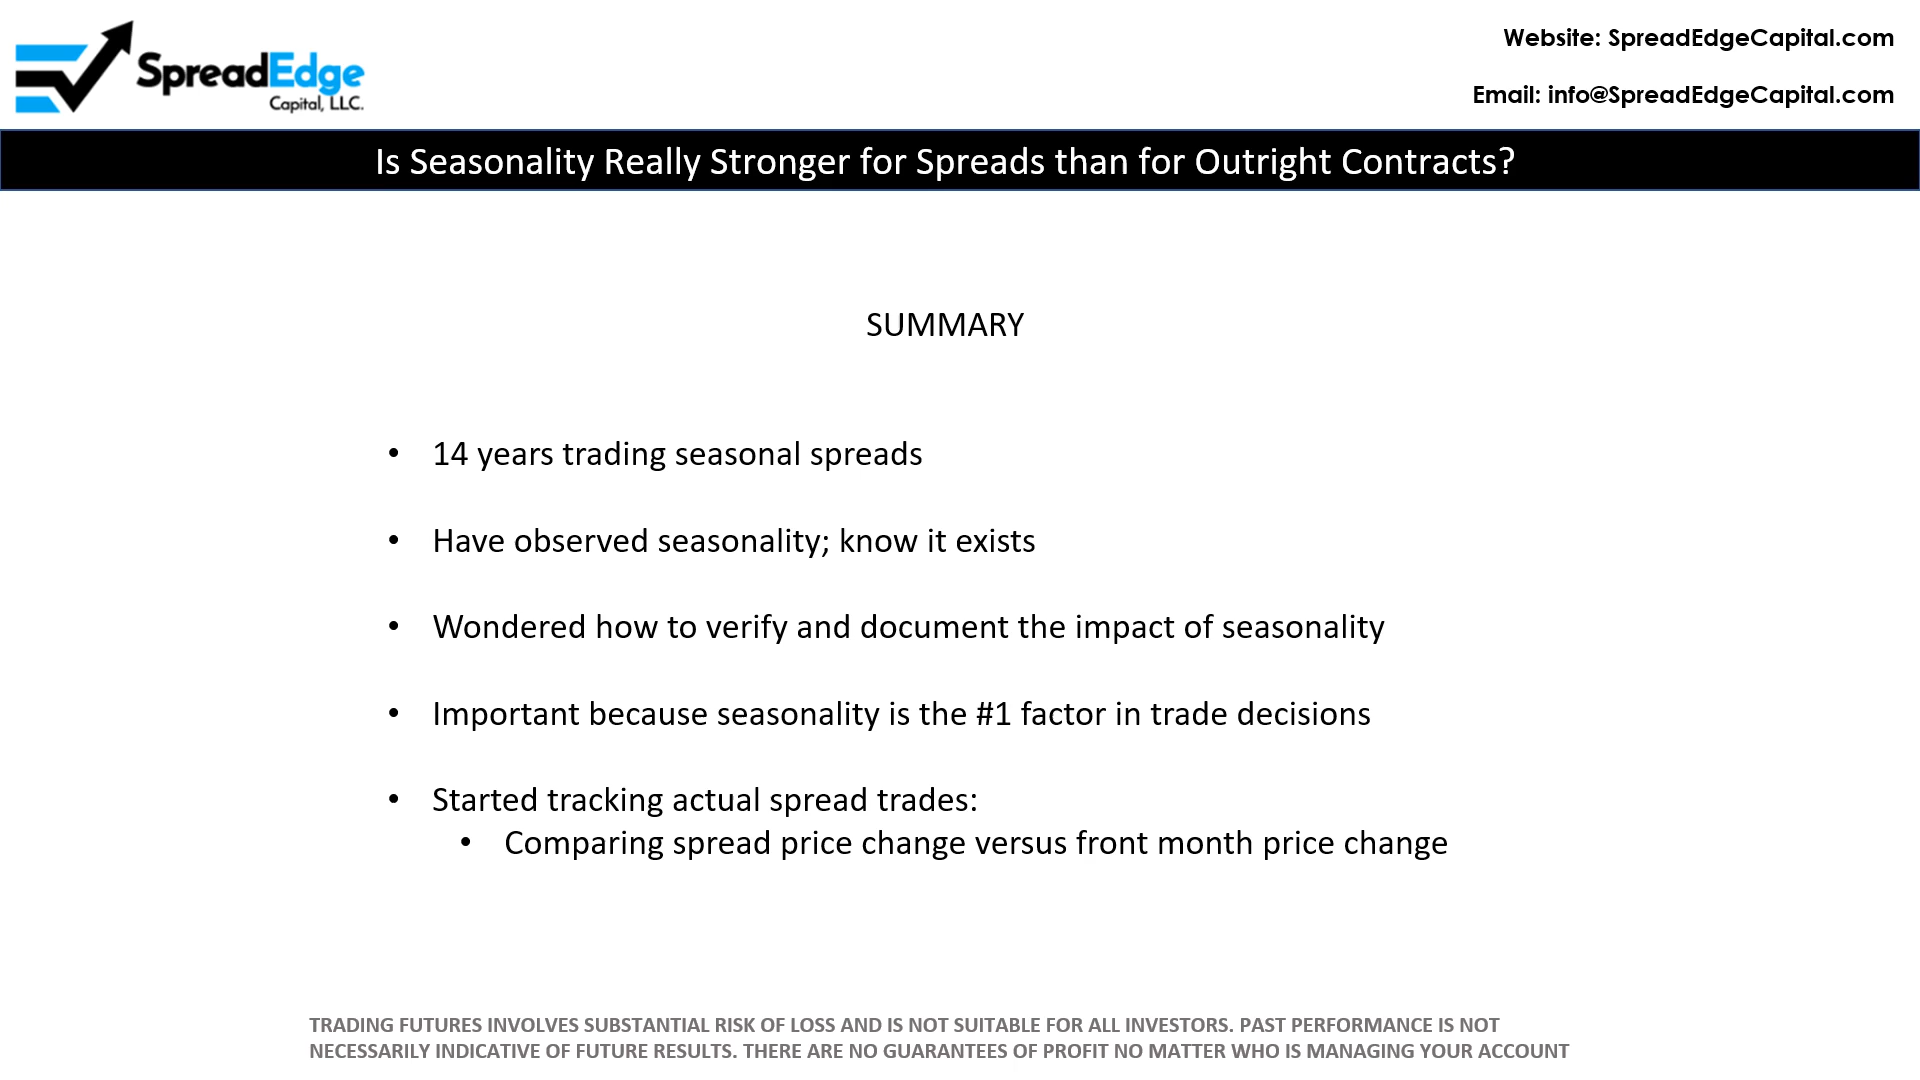 SpreadEdge
Capital, LLC.
Website: SpreadEdgeCapital.com
Email: info@SpreadEdgeCapital.com
Is Seasonality Really Stronger for Spreads than for Outright Contracts?
SUMMARY
• 14 years trading seasonal spreads
• Have observed seasonality; know it exists
• Wondered how to verify and document the impact of seasonality
• Important because seasonality is the #1 factor in trade decisions
• Started tracking actual spread trades:
• Comparing spread price change versus front month price change
TRADING FUTURES INVOLVES SUBSTANTIAL RISK OF LOSS AND IS NOT SUITABLE FOR ALL INVESTORS. PAST PERFORMANCE IS NOT
NECESSARILY INDICATIVE OF FUTURE RESULTS. THERE ARE NO GUARANTEES OF PROFIT NO MATTER WHO IS MANAGING YOUR ACCOUNT